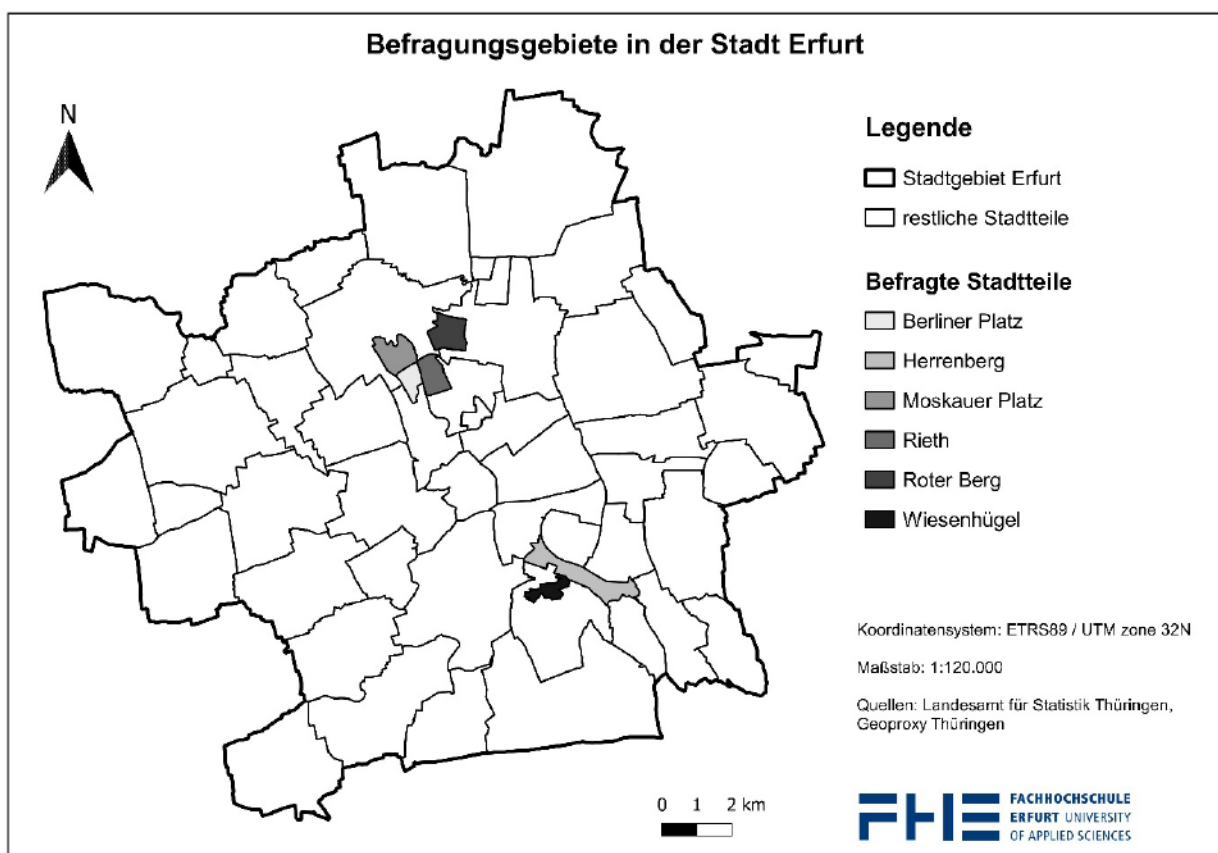 Befragungsgebiete in der Stadt Erfurt
N
Legende
Stadtgebiet Erfurt
restliche Stadtteile
Befragte Stadtteile
Berliner Platz
Herrenberg
Moskauer Platz
Rieth
Roter Berg
Wiesenhügel
Koordinatensystem: ETRS89 / UTM zone 32N
Maßstab: 1:120.000
Quellen: Landesamt für Statistik Thüringen,
Geoproxy Thüringen
0 1 2 km
FHE
FACHHOCHSCHULE
ERFURT UNIVERSITY
OF APPLIED SCIENCES